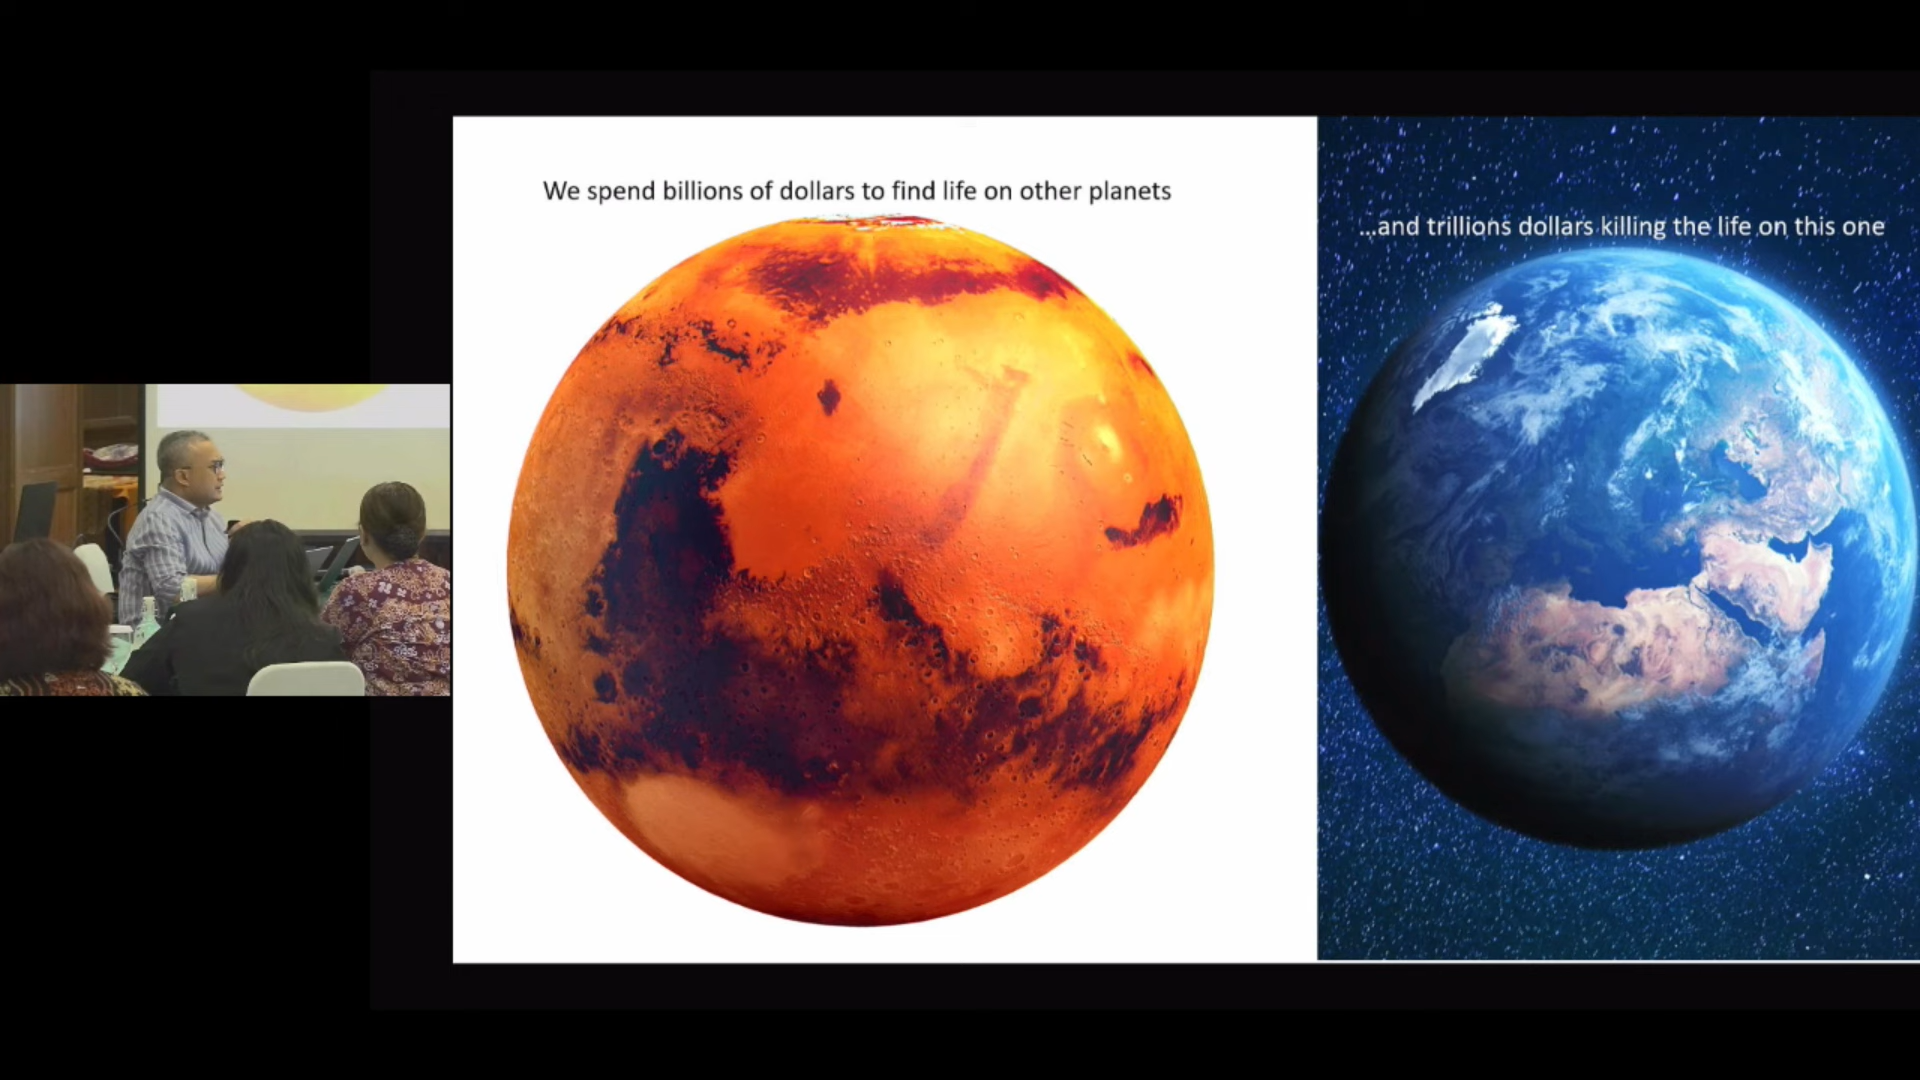 We spend billions of dollars to find life on other planets
...and trillions dollars killing the life on this one